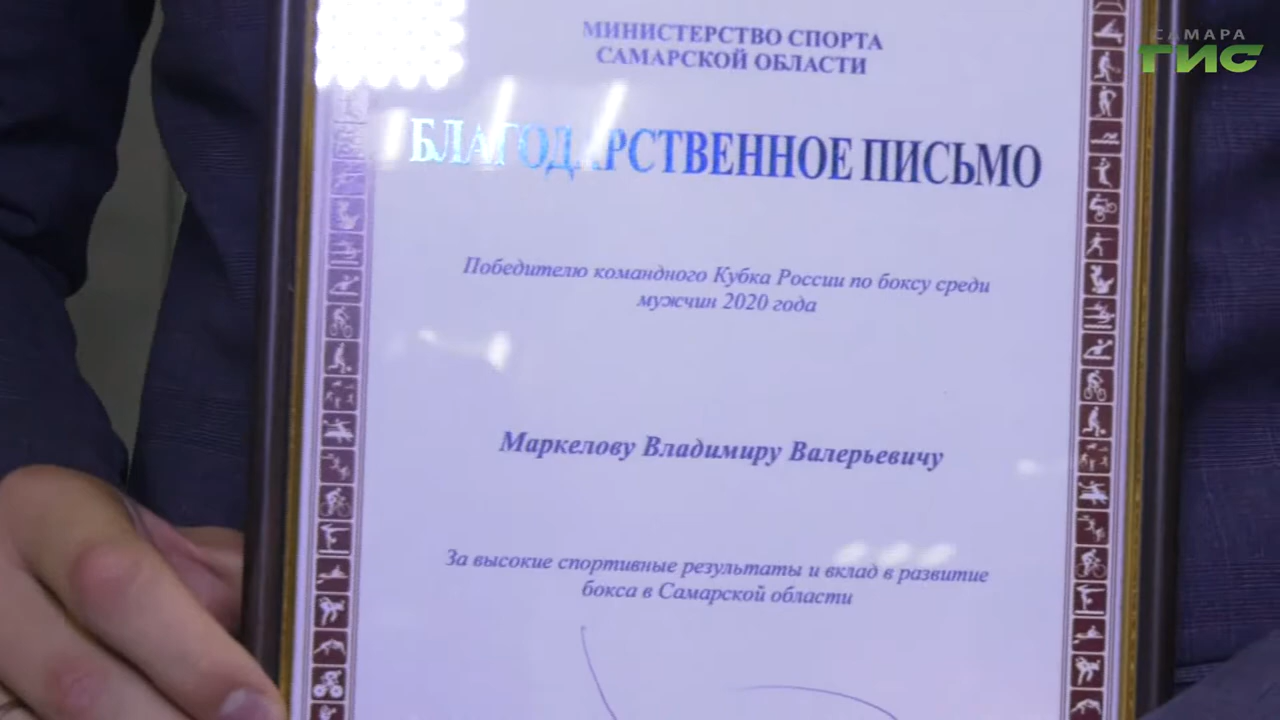 МИНИСТЕРСТВО СПОРТА
САМАРСКОЙ ОБЛАСТИ
САМАРА
ГИС
БЛАГОДАРСТВЕННОЕ ПИСЬМО
Победителю командного Кубка России по боксу среди
мужчин 2020 года
Маркелову Владимиру Валерьевичу
За высокие спортивные результаты и вклад в развитие
бокса в Самарской области